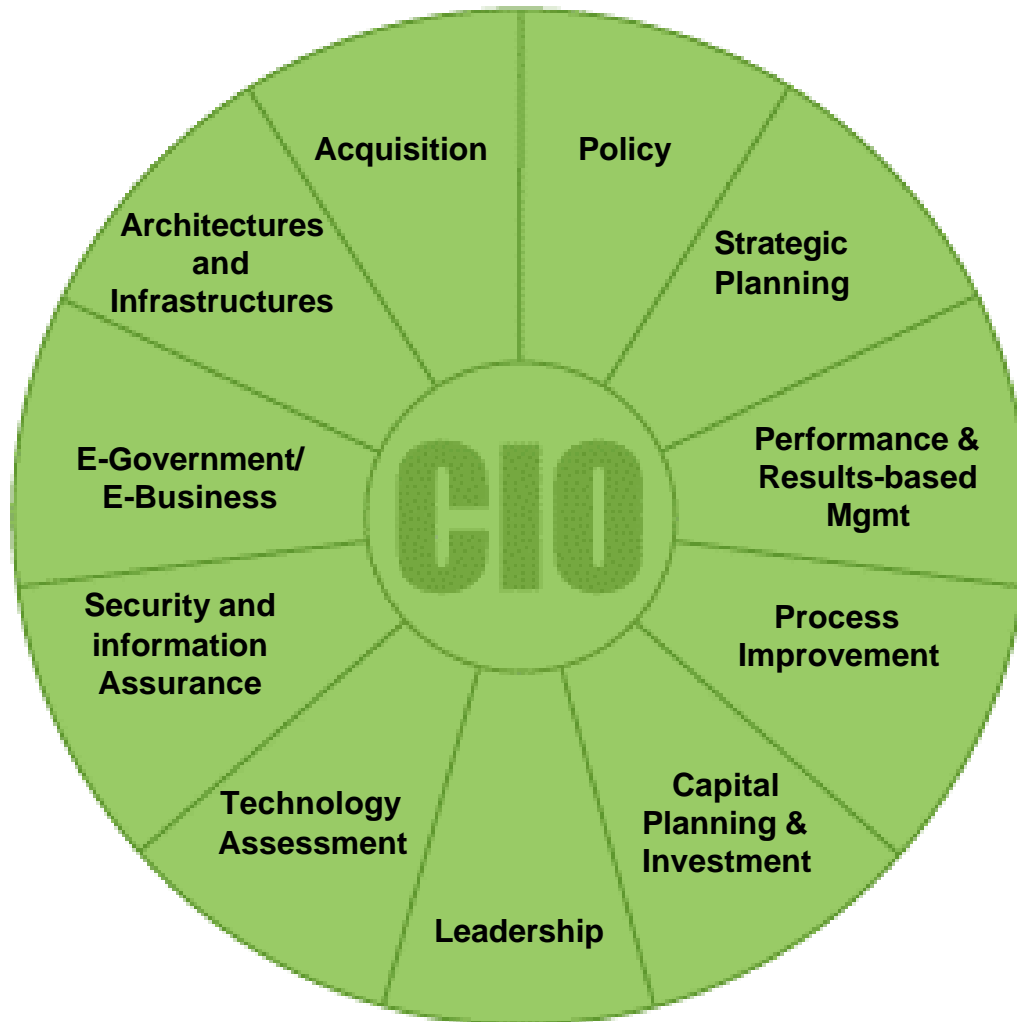 Acquisition
Policy
Strategic
Planning
Performance &
Results-based
Mgmt
Process
Improvement
Capital
Planning &
Investment
Leadership
Technology
Assessment
Security and
information
Assurance
E-Government/
E-Business
Architectures
and
Infrastructures
CIO